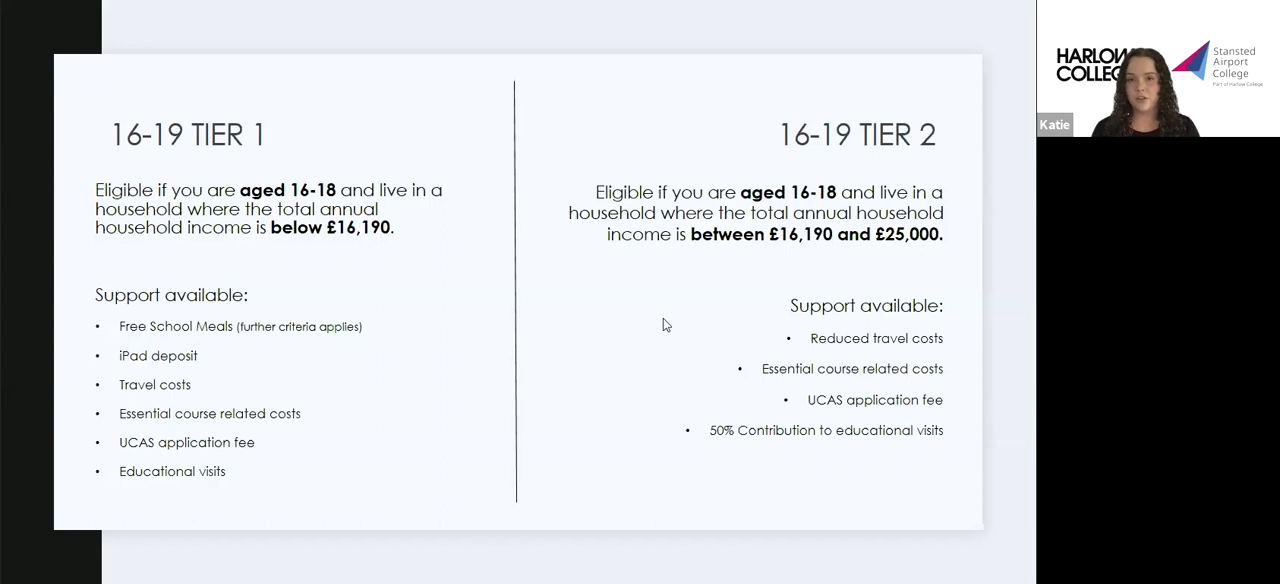 16-19 TIER 1
Eligible if you are aged 16-18 and live in a
household where the total annual
household income is below £16,190.
Support available:
• Free School Meals (further criteria applies)
• iPad deposit
• Travel costs
• Essential course related costs
• UCAS application fee
• Educational visits
16-19 TIER 2
Eligible if you are aged 16-18 and live in a
household where the total annual household
income is between £16,190 and £25,000.
Support available:
• Reduced travel costs
• Essential course related costs
• UCAS application fee
• 50% Contribution to educational visits
HARLOW
COLLEG
Stansted
Airport
College
Part of Harlow College
Katie